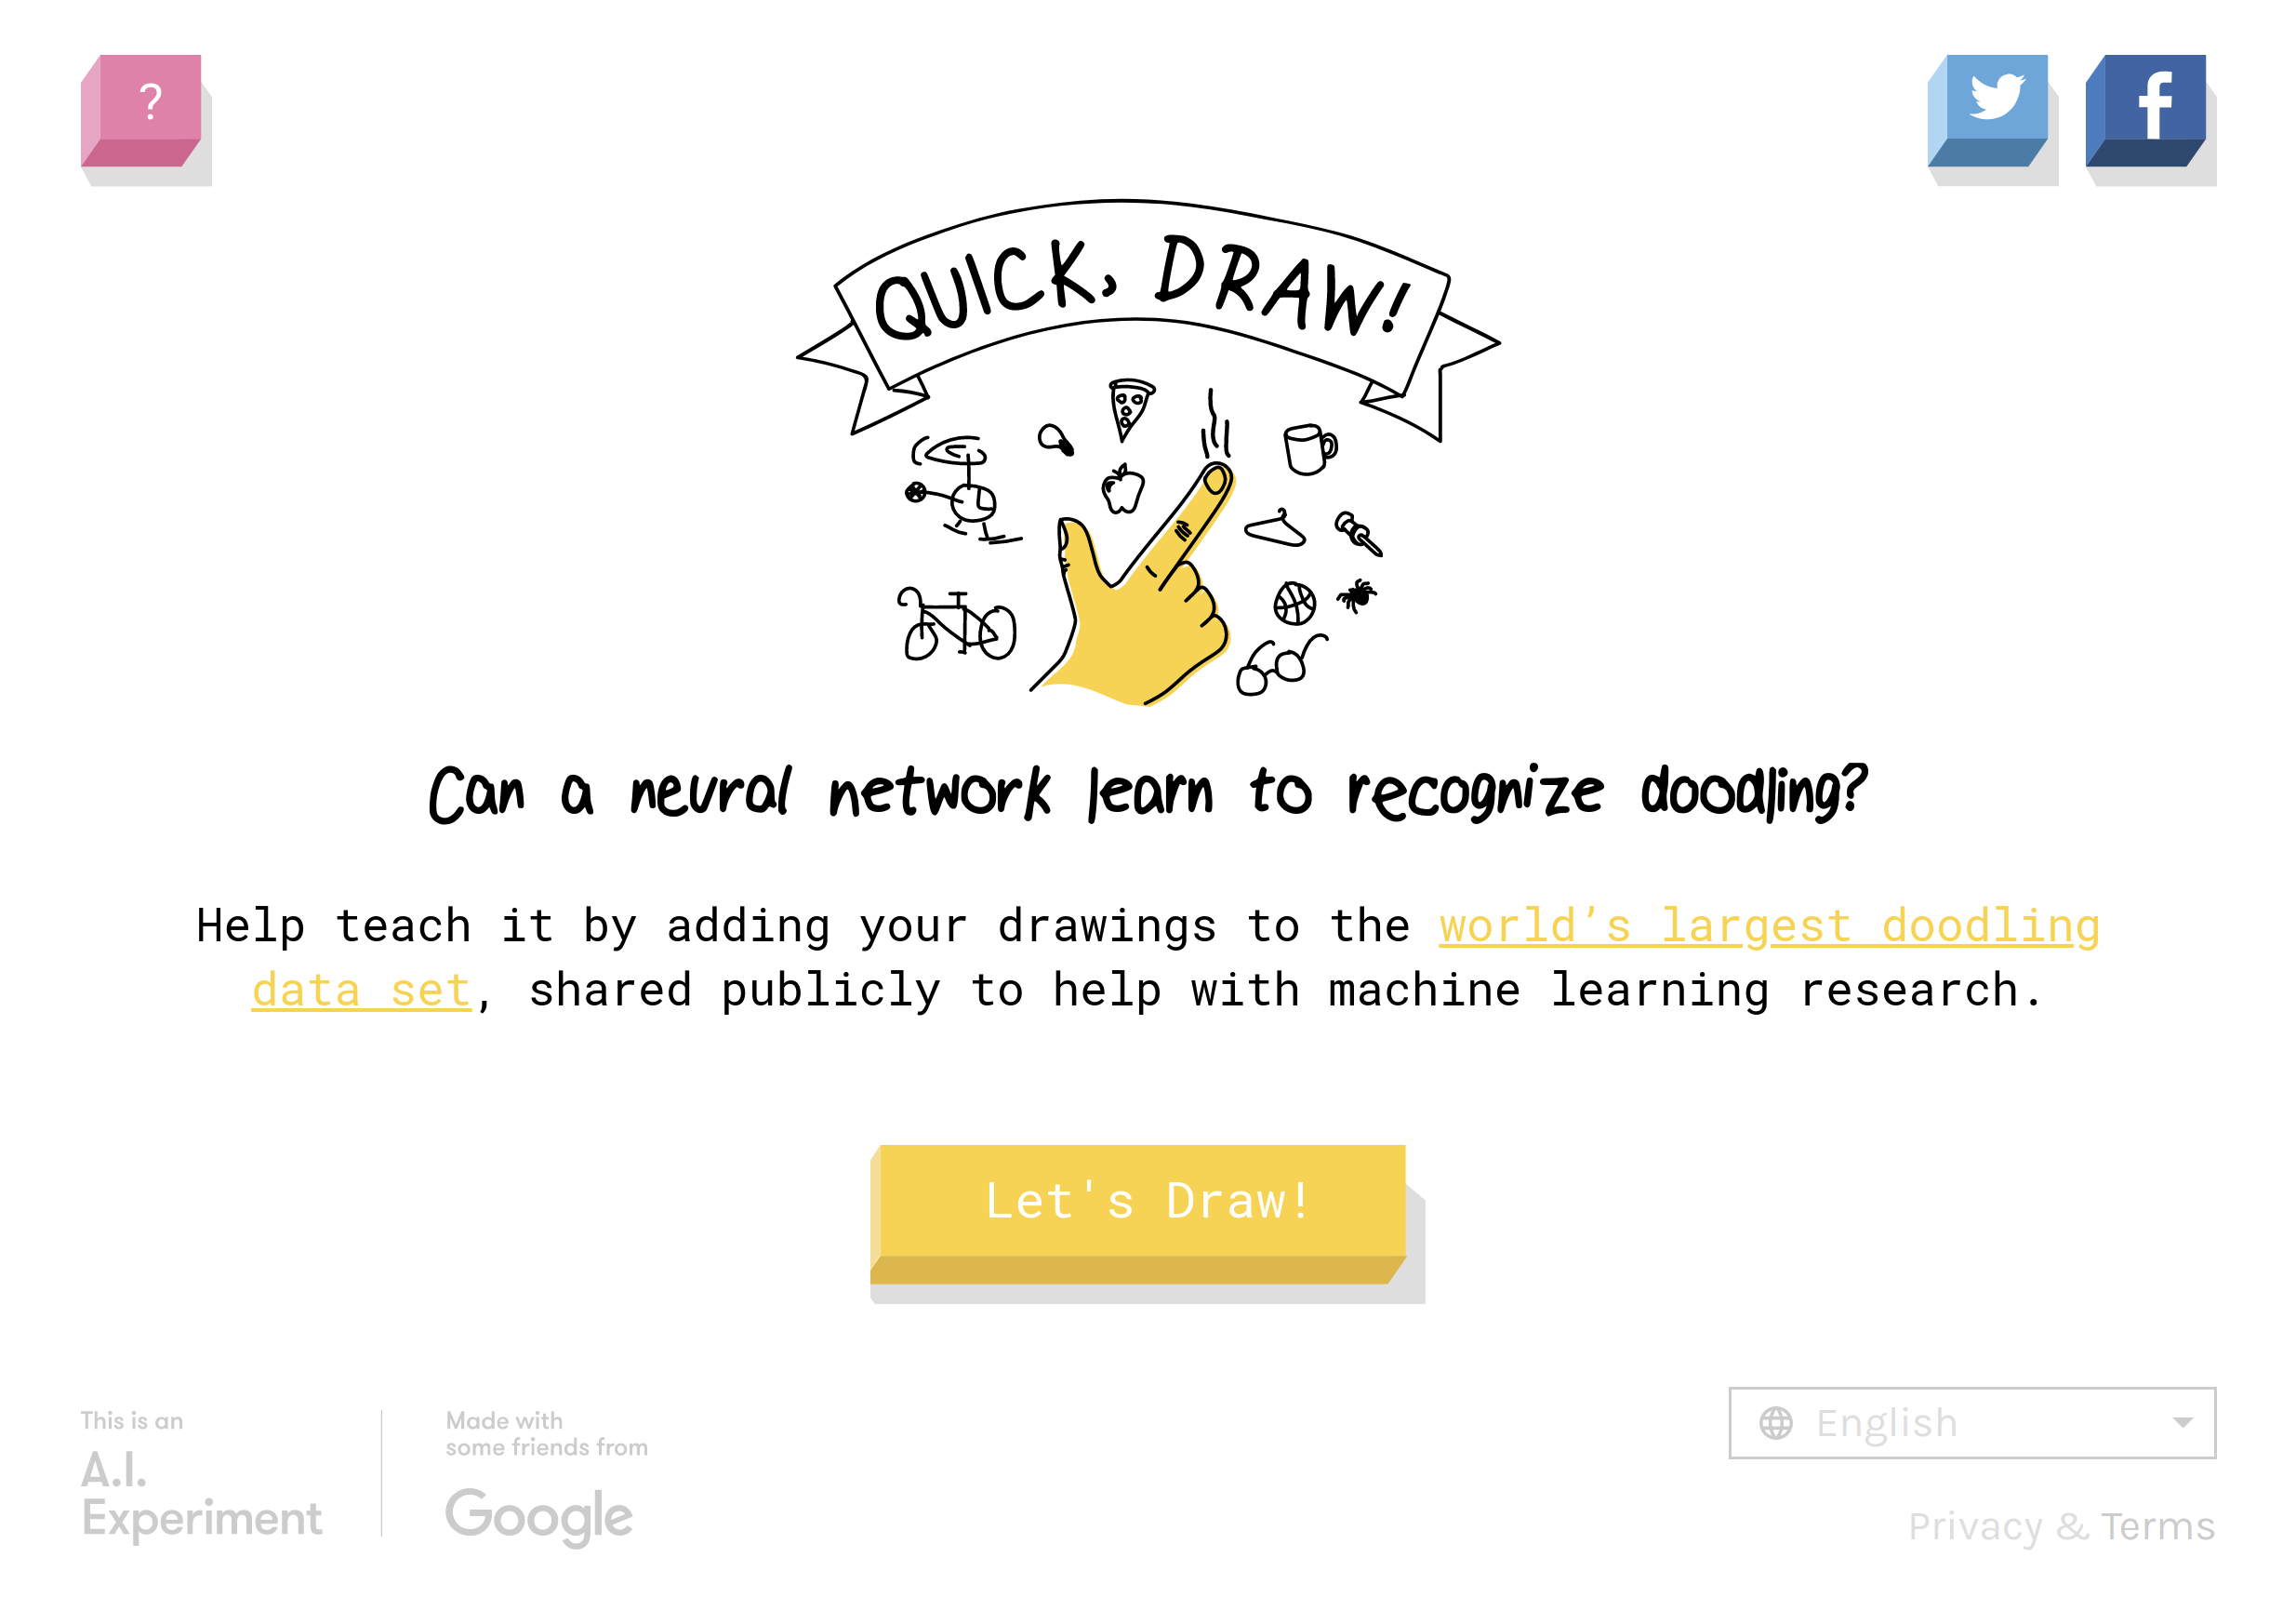 ?
f
QUICK, DRAW!
Can a neural network learn to recognize doodling?
Help teach it by adding your drawings to the world’s largest doodling
data set, shared publicly to help with machine learning research.
Let's Draw!
This is an
A.I.
Experiment
Made with
some friends from
Google
English
Privacy & Terms